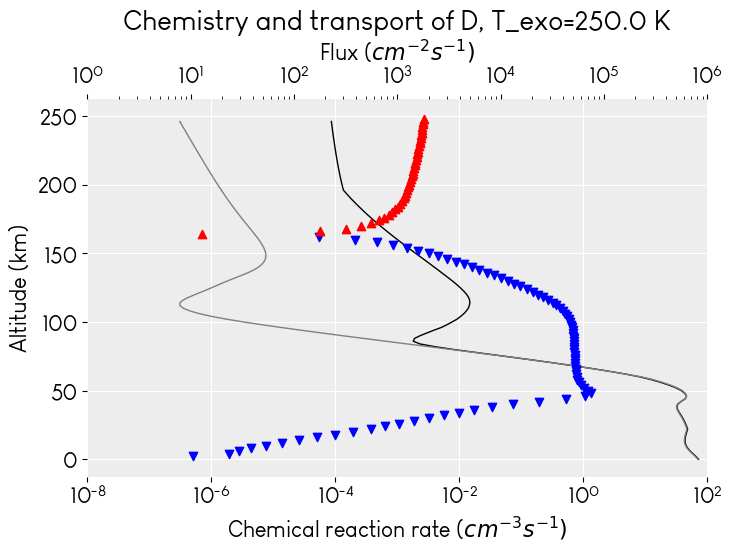 Chemistry and transport of D, T_exo=250.0 K
Flux (cm⁻²s⁻¹)
10⁰ 10¹ 10² 10³ 10⁴ 10⁵ 10⁶
250
200
150
100
50
0
Altitude (km)
10⁻⁸ 10⁻⁶ 10⁻⁴ 10⁻² 10⁰ 10²
Chemical reaction rate (cm⁻³s⁻¹)